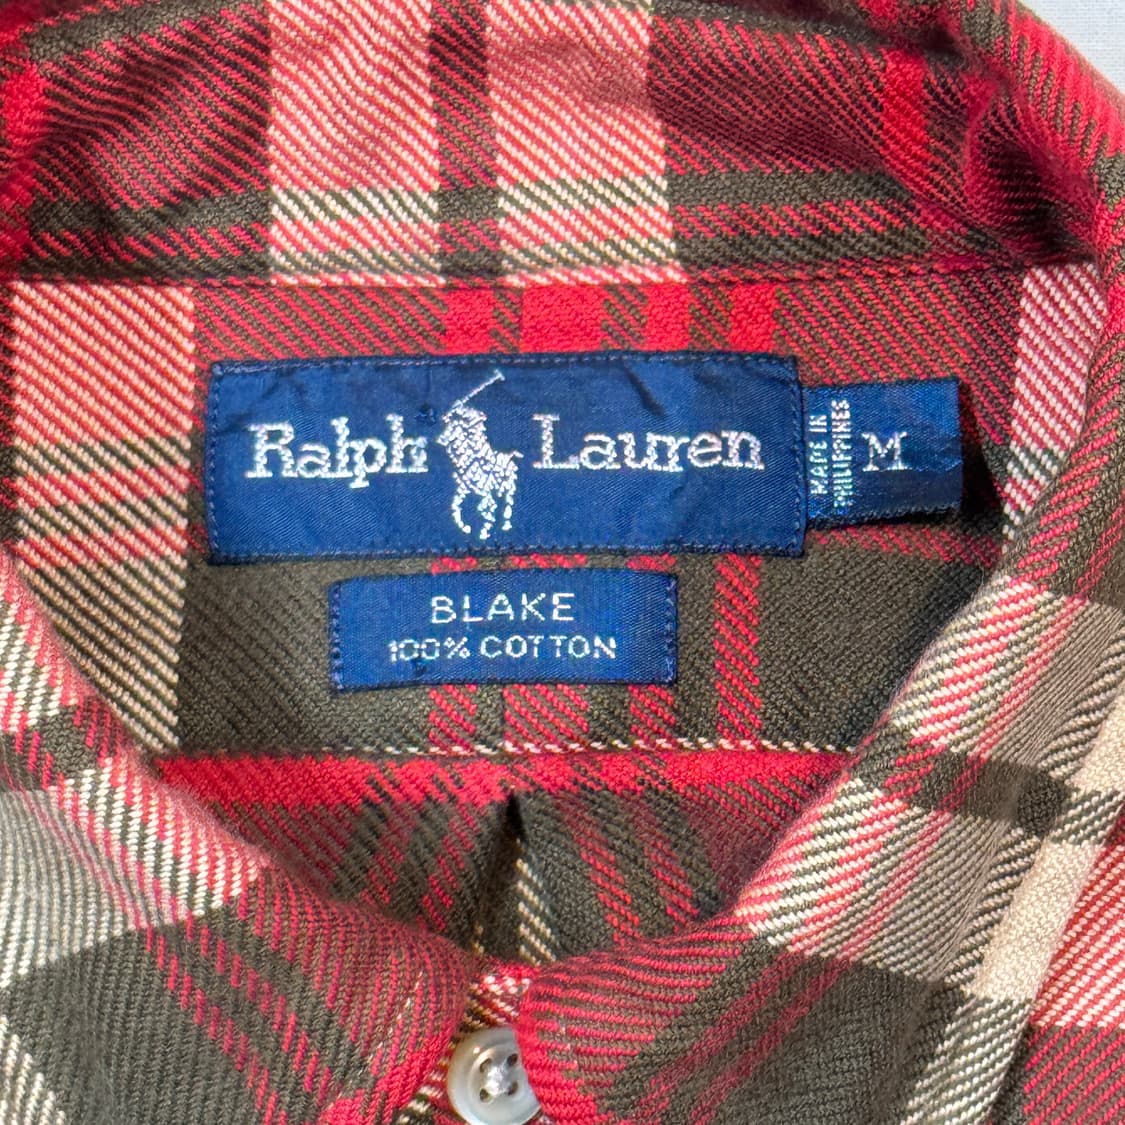 Ralph Lauren
MADE IN
PHILIPPINES
M
BLAKE
100% COTTON